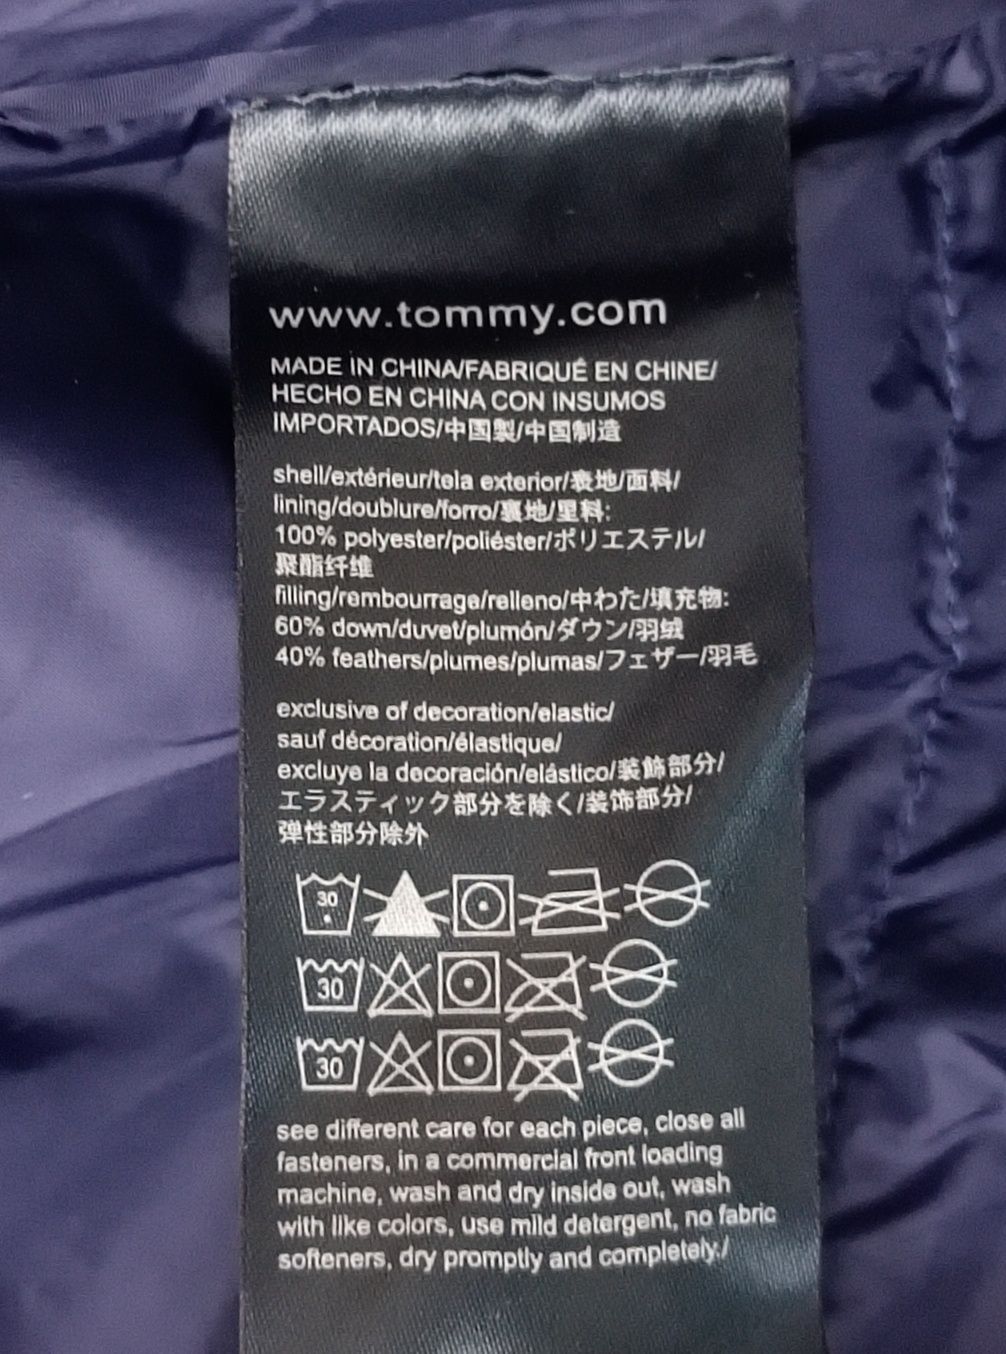 www.tommy.com
MADE IN CHINA/FABRIQUÉ EN CHINE/
HECHO EN CHINA CON INSUMOS
IMPORTADOS/中国製/中国制造
shell/extérieur/tela exterior/表地/面料/
lining/doublure/forro/裏地/里料:
100% polyester/poliéster/ポリエステル/
聚酯纤维
filling/rembourrage/relleno/中わた/填充物:
60% down/duvet/plumón/ダウン/羽绒
40% feathers/plumes/plumas/フェザー/羽毛
exclusive of decoration/elastic/
sauf décoration/élastique/
excluye la decoración/elástico/装飾部分/
エラスティック部分を除く/装饰部分/
弹性部分除外
30
30
30
see different care for each piece, close all
fasteners, in a commercial front loading
machine, wash and dry inside out, wash
with like colors, use mild detergent, no fabric
softeners, dry promptly and completely./